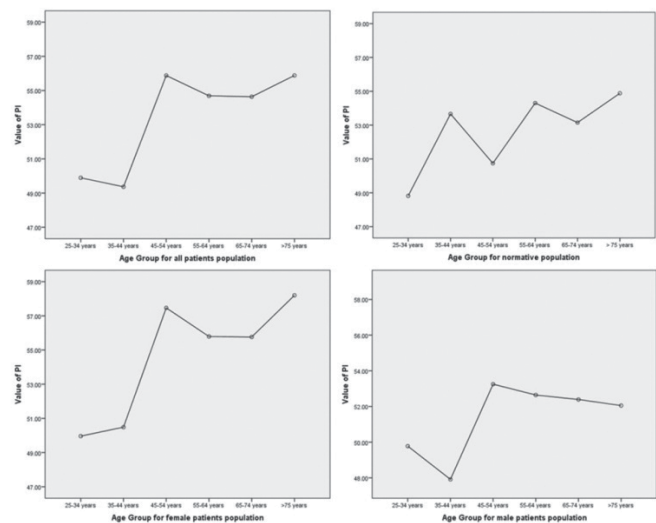 59.00
57.00
55.00
53.00
51.00
49.00
47.00
Value of PI
25-34 years 35-44 years 45-54 years 55-64 years 65-74 years >75 years
Age Group for all patients population
59.00
57.00
55.00
53.00
51.00
49.00
47.00
Value of PI
25-34 years 35-44 years 45-54 years 55-64 years 65-74 years > 75 years
Age Group for normative population
59.00
57.00
55.00
53.00
51.00
49.00
47.00
Value of PI
25-34 years 35-44 years 45-54 years 55-64 years 65-74 years >75 years
Age Group for female patients population
58.00
56.00
54.00
52.00
50.00
48.00
Value of PI
25-34 years 35-44 years 45-54 years 55-64 years 65-74 years >75 years
Age Group for male patients population